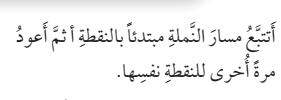 أَتتبَّعُ مسارَ النَّملةِ مبتدئاً بالنقطةِ أ ثمَّ أَعودُ
مرةً أُخرى للنقطةِ نفسِها.